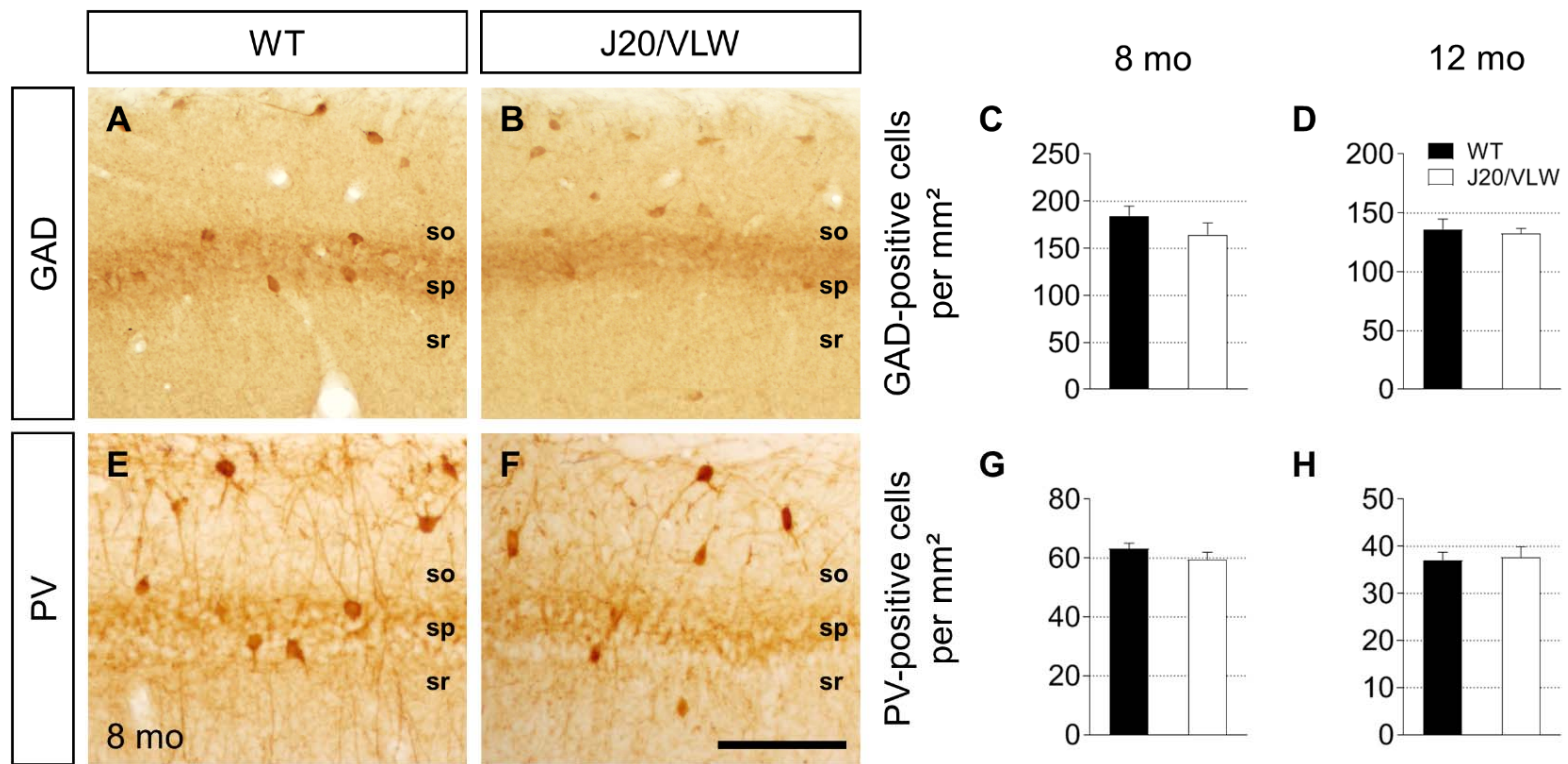 WT
J20/VLW
8 mo
12 mo
GAD
A
so
sp
sr
B
so
sp
sr
GAD-positive cells
per mm²
C
250
200
150
100
50
0
D
WT
J20/VLW
200
150
100
50
0
PV
E
so
sp
sr
8 mo
F
so
sp
sr
PV-positive cells
per mm²
G
80
60
40
20
0
H
50
40
30
20
10
0